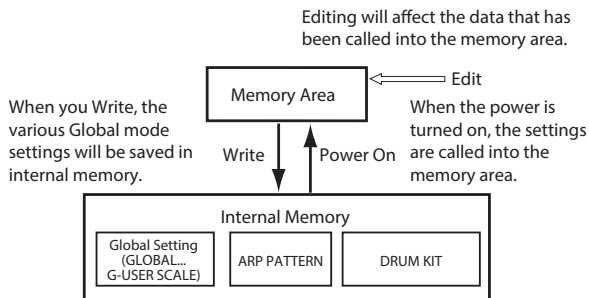 Editing will affect the data that has
been called into the memory area.
Memory Area
Edit
When you Write, the
various Global mode
settings will be saved in
internal memory.
Write
Power On
When the power is
turned on, the settings
are called into the
memory area.
Internal Memory
Global Setting
(GLOBAL...
G-USER SCALE)
ARP PATTERN
DRUM KIT